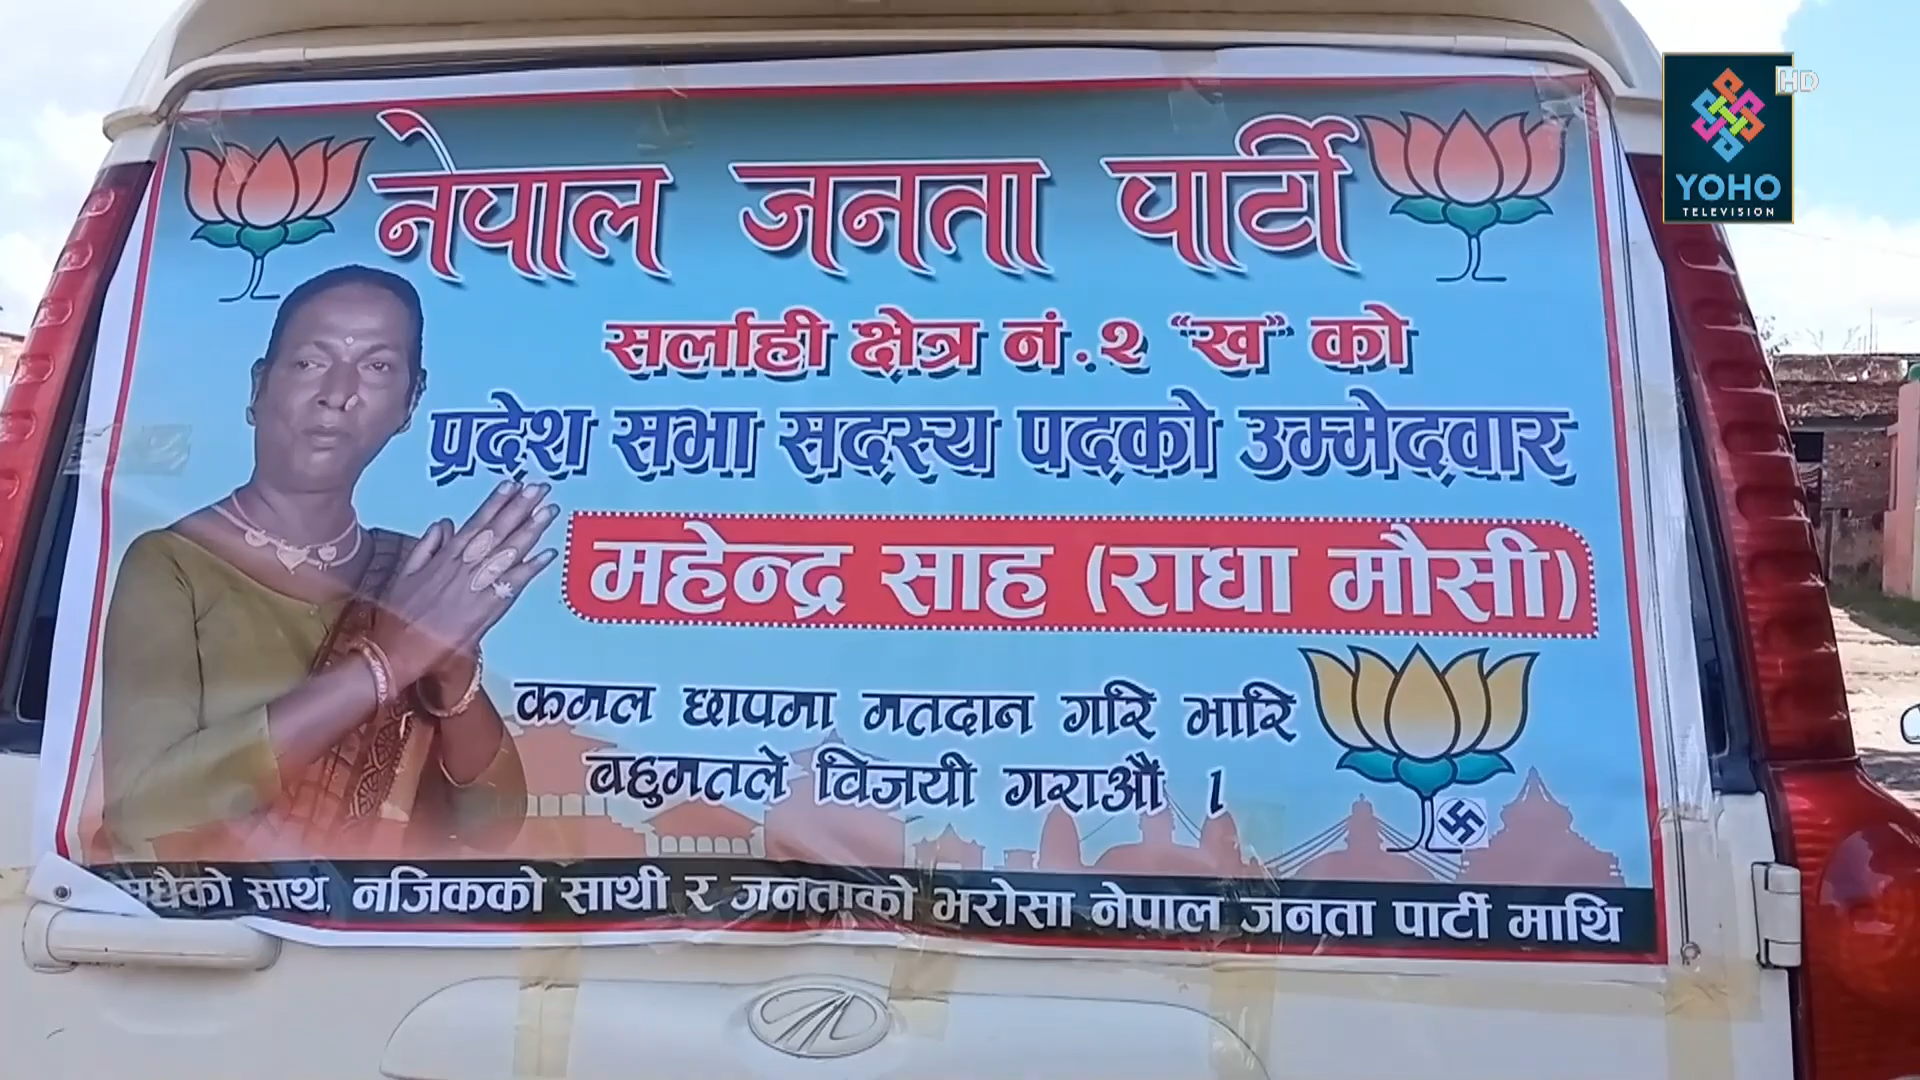 नेपाल जनता पार्टी
सर्लाही क्षेत्र नं.२ "ख" को
प्रदेश सभा सदस्य पदको उम्मेदवार
महेन्द्र साह (राधा मौसी)
कमल छापमा मतदान गरि भारि
बहुमतले विजयी गराऔं ।
साथ, नजिकको साथी र जनताको भरोसा नेपाल जनता पार्टी माथि
HD
YOHO
TELEVISION